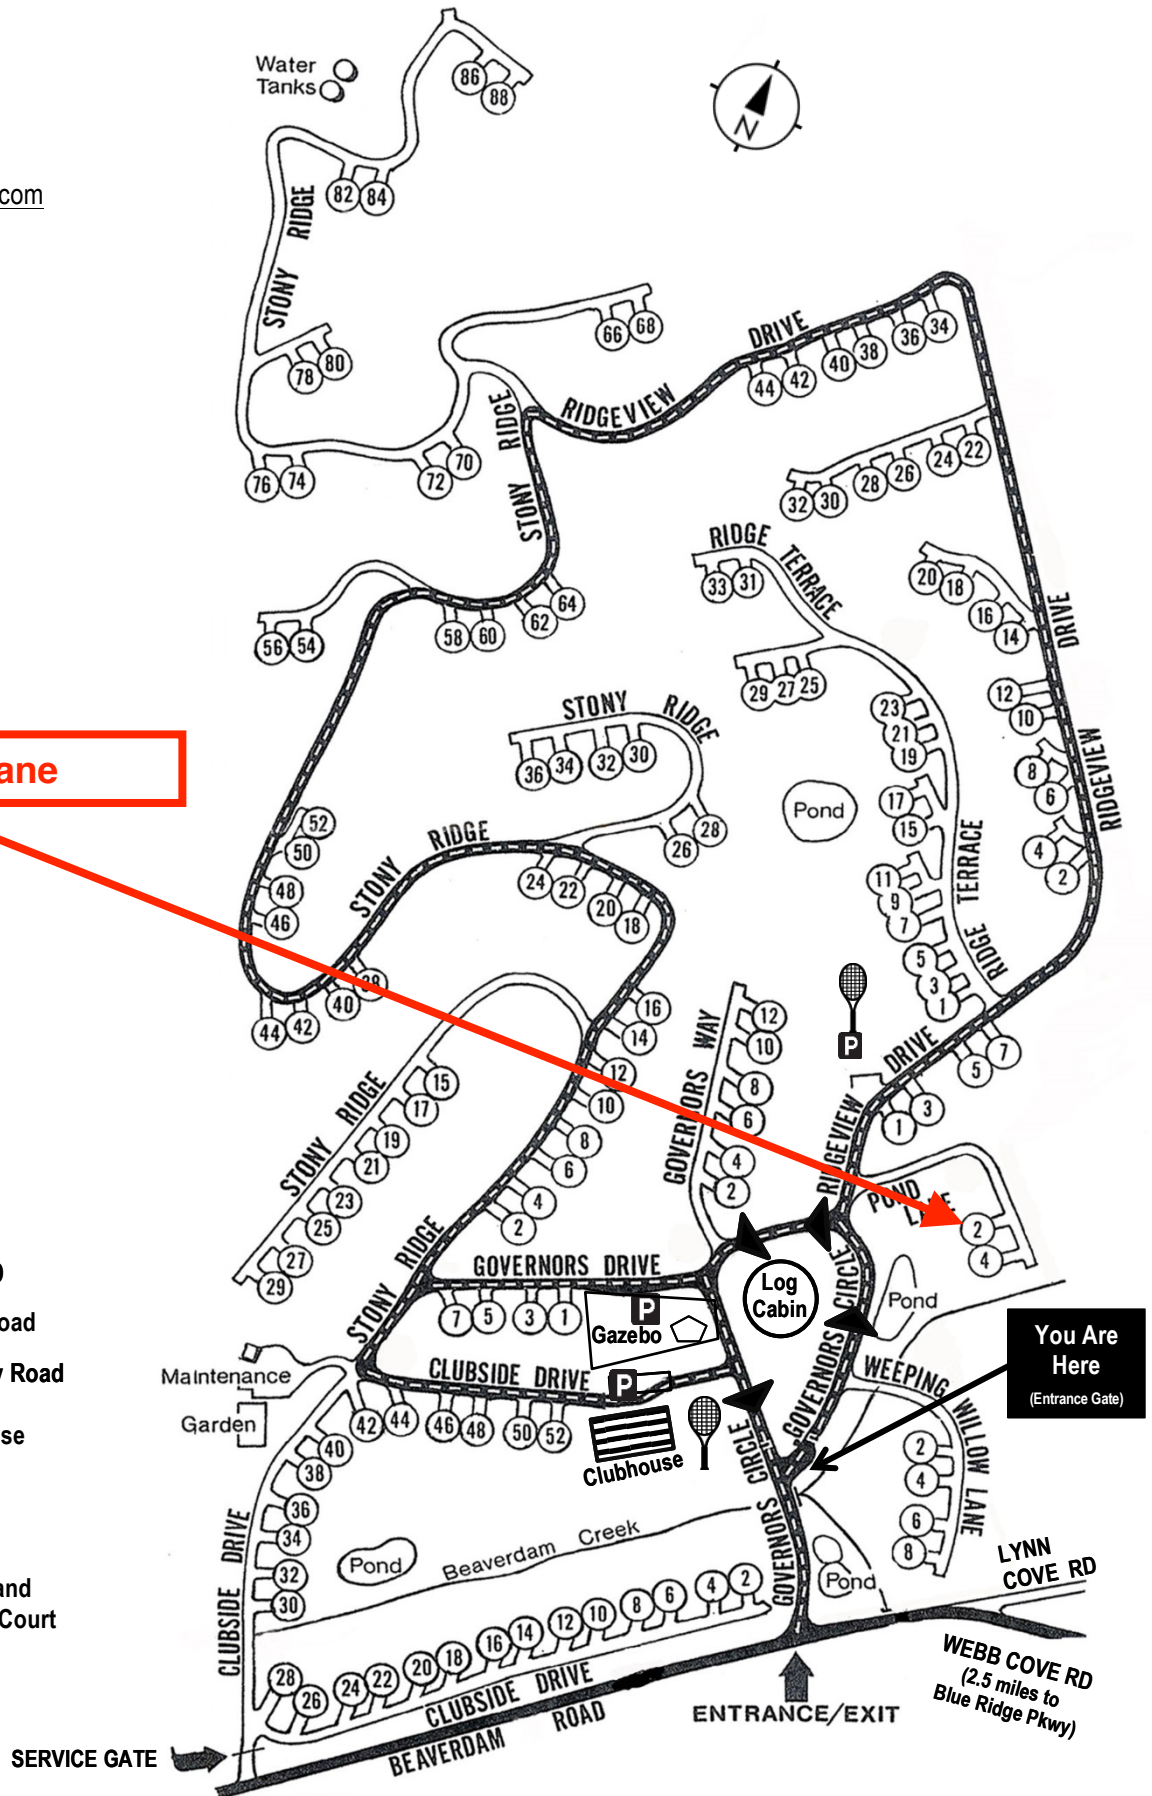 Water
Tanks
86
88
N
com
82
84
STONY RIDGE
66
68
78
80
DRIVE
44
42
40
38
36
34
RIDGEVIEW
STONY RIDGE
76
74
72
70
32
30
28
26
24
22
RIDGE TERRACE
33
31
20
18
16
14
DRIVE
56
54
58
60
62
64
29
27
25
12
10
8
6
4
2
RIDGEVIEW
STONY RIDGE
36
34
32
30
28
26
23
21
19
17
15
11
9
7
5
3
1
RIDGE TERRACE
Pond
ane
52
50
48
46
STONY RIDGE
24
22
20
18
44
42
40
38
16
14
12
10
8
6
4
2
STONY RIDGE
15
17
19
21
23
25
27
29
GOVERNORS WAY
12
10
8
6
4
2
P
RIDGEVIEW DRIVE
7
5
3
1
POND LANE
2
4
STONY RIDGE
GOVERNORS DRIVE
7
5
3
1
P
Gazebo
Log
Cabin
GOVERNORS CIRCLE
Pond
oad
y Road
se
and
Court
You Are
Here
(Entrance Gate)
Maintenance
Garden
CLUBSIDE DRIVE
P
42
44
46
48
50
52
Clubhouse
WEEPING WILLOW LANE
2
4
6
8
GOVERNORS CIRCLE
40
38
36
34
32
30
CLUBSIDE DRIVE
Pond
Beaverdam Creek
Pond
LYNN
COVE RD
28
26
24
22
20
18
16
14
12
10
8
6
4
2
CLUBSIDE DRIVE
BEAVERDAM ROAD
ENTRANCE/EXIT
WEBB COVE RD
(2.5 miles to
Blue Ridge Pkwy)
SERVICE GATE